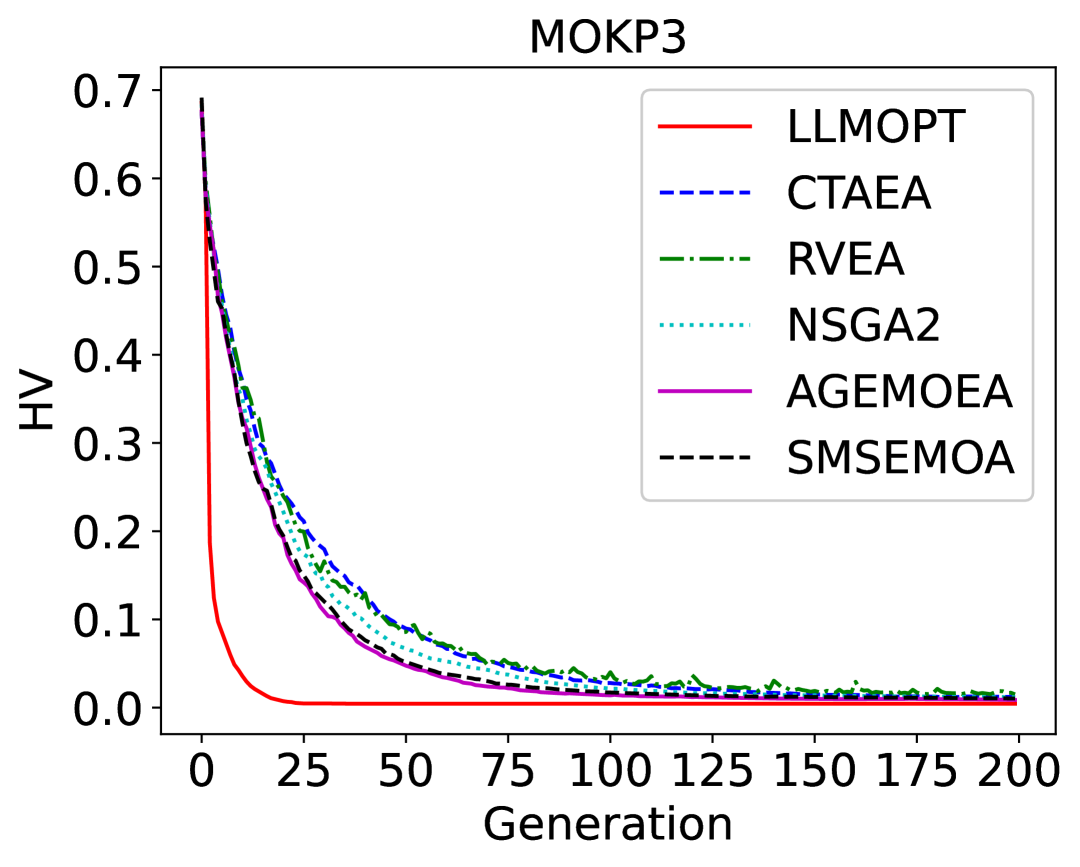 MOKP3
0.7
0.6
0.5
0.4
0.3
0.2
0.1
0.0
HV
LLMOPT
CTAEA
RVEA
NSGA2
AGEMOEA
SMSEMOA
0 25 50 75 100 125 150 175 200
Generation